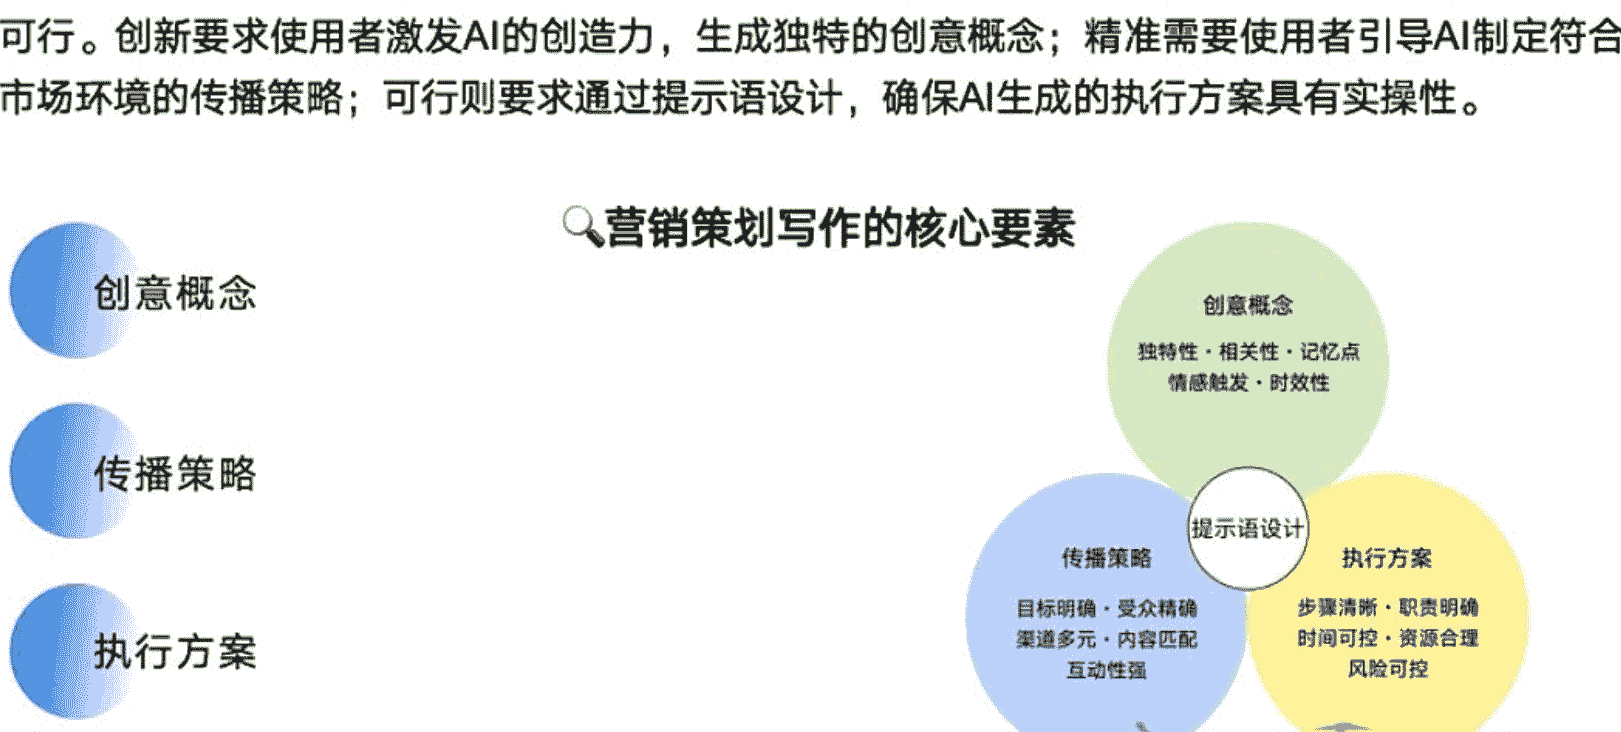 可行。创新要求使用者激发AI的创造力，生成独特的创意概念；精准需要使用者引导AI制定符合
市场环境的传播策略；可行则要求通过提示语设计，确保AI生成的执行方案具有实操性。
营销策划写作的核心要素
创意概念
传播策略
执行方案
创意概念
独特性·相关性·记忆点
情感触发·时效性
提示语设计
传播策略
目标明确·受众精确
渠道多元·内容匹配
互动性强
执行方案
步骤清晰·职责明确
时间可控·资源合理
风险可控